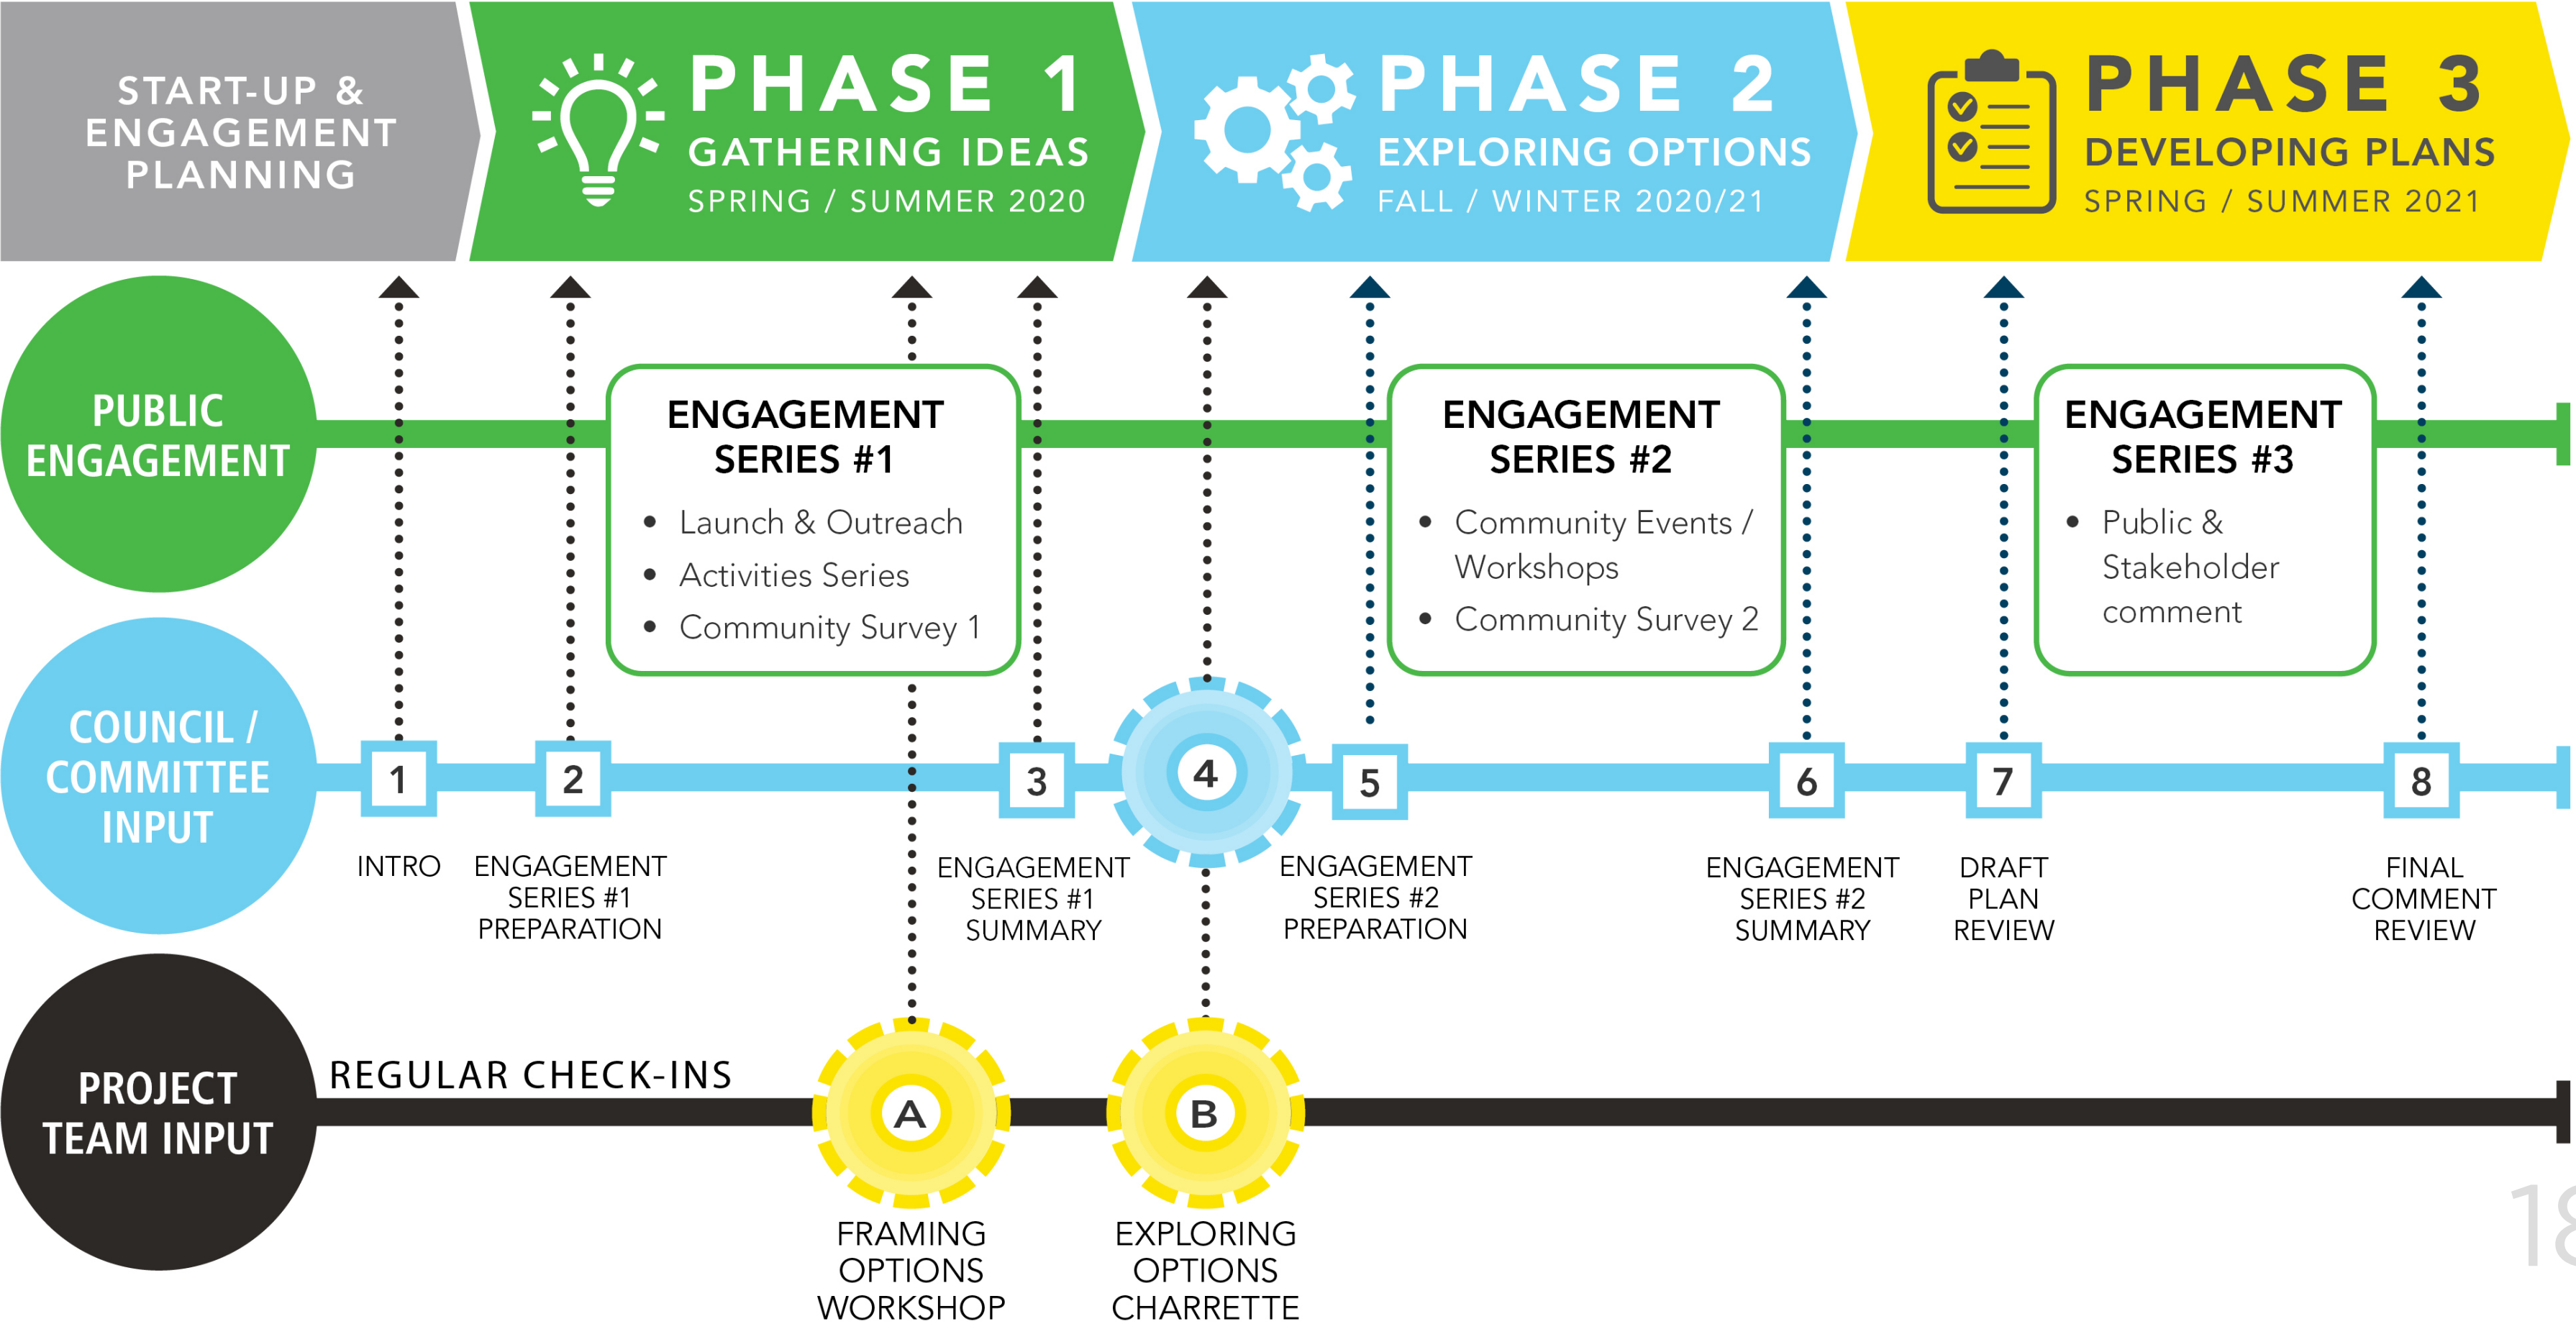 START-UP &
ENGAGEMENT
PLANNING
PHASE 1
GATHERING IDEAS
SPRING / SUMMER 2020
PHASE 2
EXPLORING OPTIONS
FALL / WINTER 2020/21
PHASE 3
DEVELOPING PLANS
SPRING / SUMMER 2021
PUBLIC
ENGAGEMENT
ENGAGEMENT
SERIES #1
• Launch & Outreach
• Activities Series
• Community Survey 1
ENGAGEMENT
SERIES #2
• Community Events /
Workshops
• Community Survey 2
ENGAGEMENT
SERIES #3
• Public &
Stakeholder
comment
COUNCIL /
COMMITTEE
INPUT
1
INTRO
2
ENGAGEMENT
SERIES #1
PREPARATION
3
ENGAGEMENT
SERIES #1
SUMMARY
4
5
ENGAGEMENT
SERIES #2
PREPARATION
6
ENGAGEMENT
SERIES #2
SUMMARY
7
DRAFT
PLAN
REVIEW
8
FINAL
COMMENT
REVIEW
PROJECT
TEAM INPUT
REGULAR CHECK-INS
A
FRAMING
OPTIONS
WORKSHOP
B
EXPLORING
OPTIONS
CHARRETTE